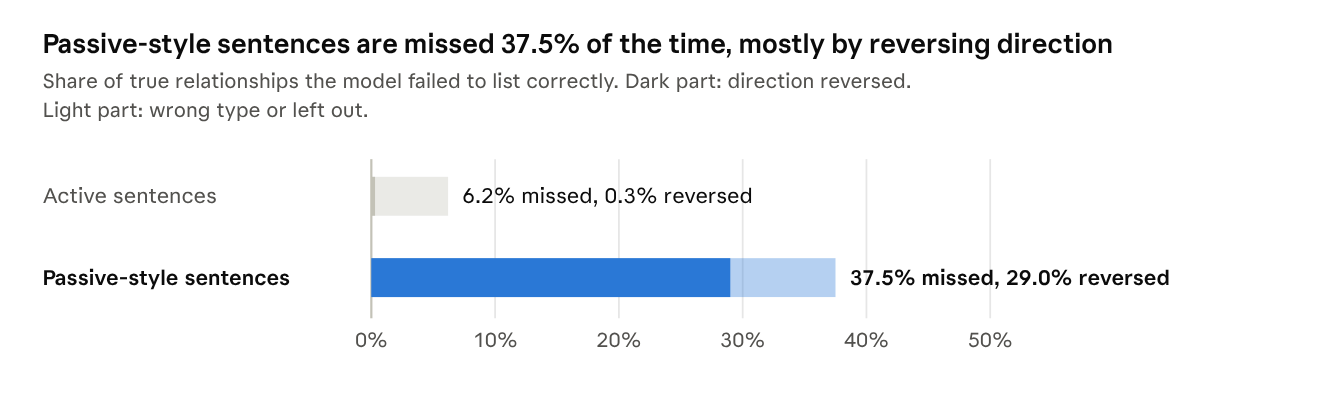 Passive-style sentences are missed 37.5% of the time, mostly by reversing direction
Share of true relationships the model failed to list correctly. Dark part: direction reversed.
Light part: wrong type or left out.
Active sentences
6.2% missed, 0.3% reversed
Passive-style sentences
37.5% missed, 29.0% reversed
0% 10% 20% 30% 40% 50%